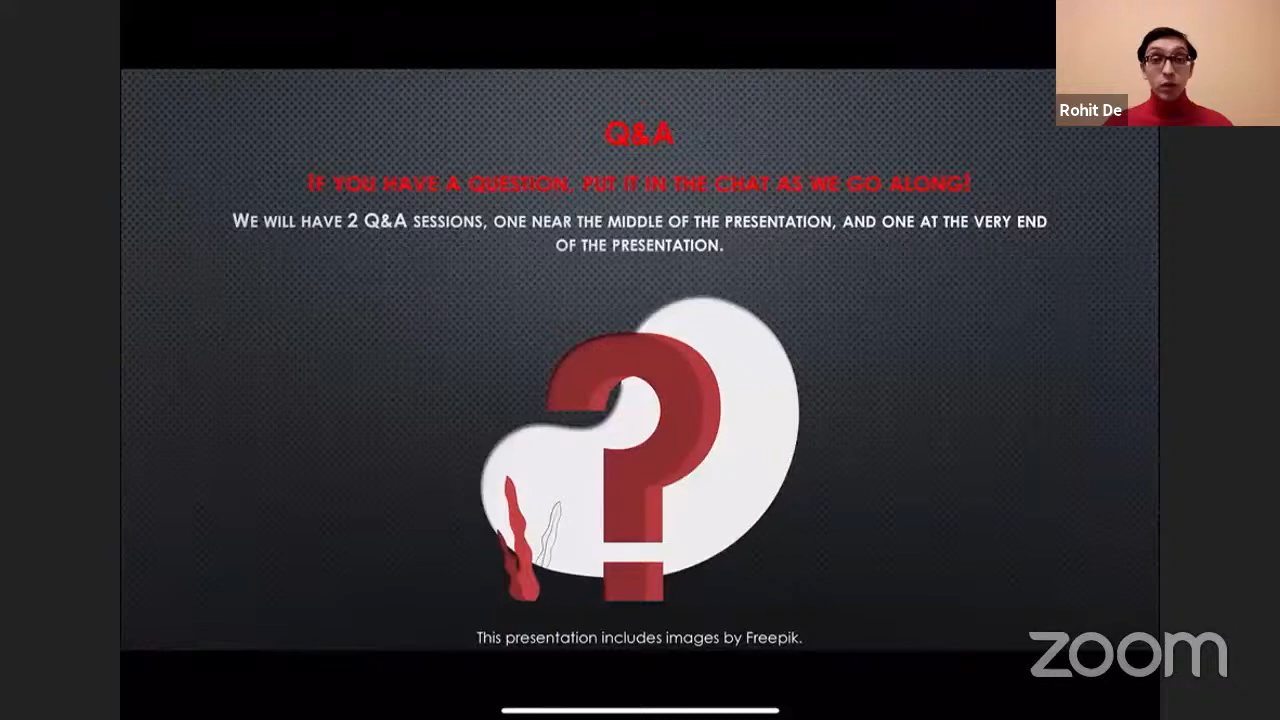 Q&A
IF YOU HAVE A QUESTION, PUT IT IN THE CHAT AS WE GO ALONG!
WE WILL HAVE 2 Q&A SESSIONS, ONE NEAR THE MIDDLE OF THE PRESENTATION, AND ONE AT THE VERY END
OF THE PRESENTATION.
This presentation includes images by Freepik.
Rohit De
zoom